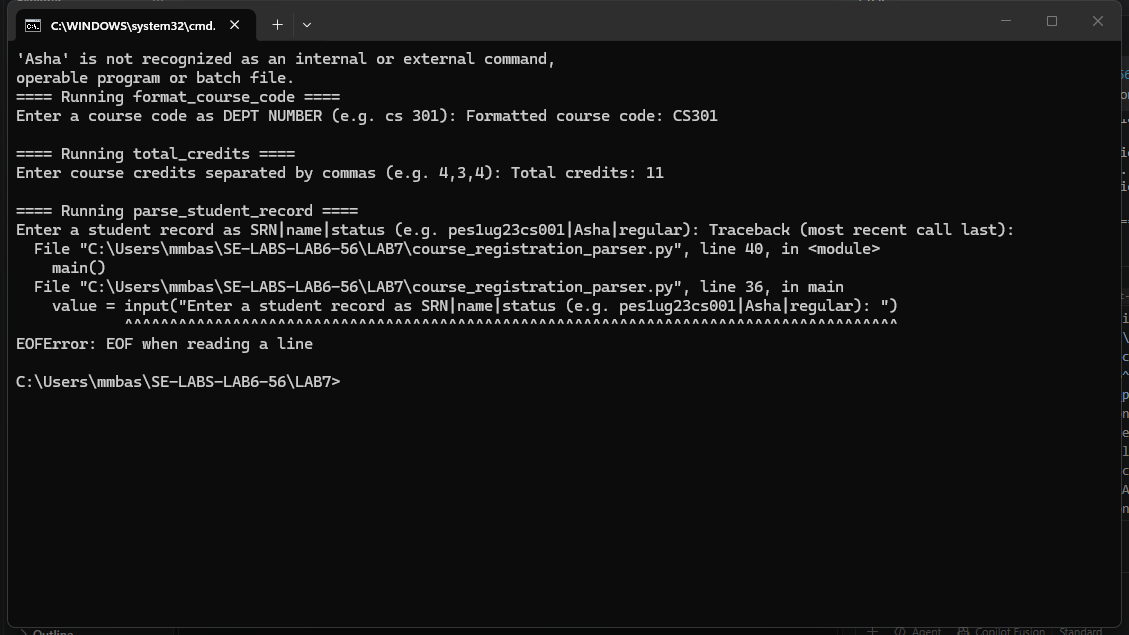 C:\WINDOWS\system32\cmd.
'Asha' is not recognized as an internal or external command,
operable program or batch file.
==== Running format_course_code ====
Enter a course code as DEPT NUMBER (e.g. cs 301): Formatted course code: CS301
==== Running total_credits ====
Enter course credits separated by commas (e.g. 4,3,4): Total credits: 11
==== Running parse_student_record ====
Enter a student record as SRN|name|status (e.g. pes1ug23cs001|Asha|regular): Traceback (most recent call last):
  File "C:\Users\mmbas\SE-LABS-LAB6-56\LAB7\course_registration_parser.py", line 40, in <module>
    main()
  File "C:\Users\mmbas\SE-LABS-LAB6-56\LAB7\course_registration_parser.py", line 36, in main
    value = input("Enter a student record as SRN|name|status (e.g. pes1ug23cs001|Asha|regular): ")
            ^^^^^^^^^^^^^^^^^^^^^^^^^^^^^^^^^^^^^^^^^^^^^^^^^^^^^^^^^^^^^^^^^^^^^^^^^^^^^^^^^^^^^^
EOFError: EOF when reading a line
C:\Users\mmbas\SE-LABS-LAB6-56\LAB7>
Outline
Agent Copilot Fusion Standard